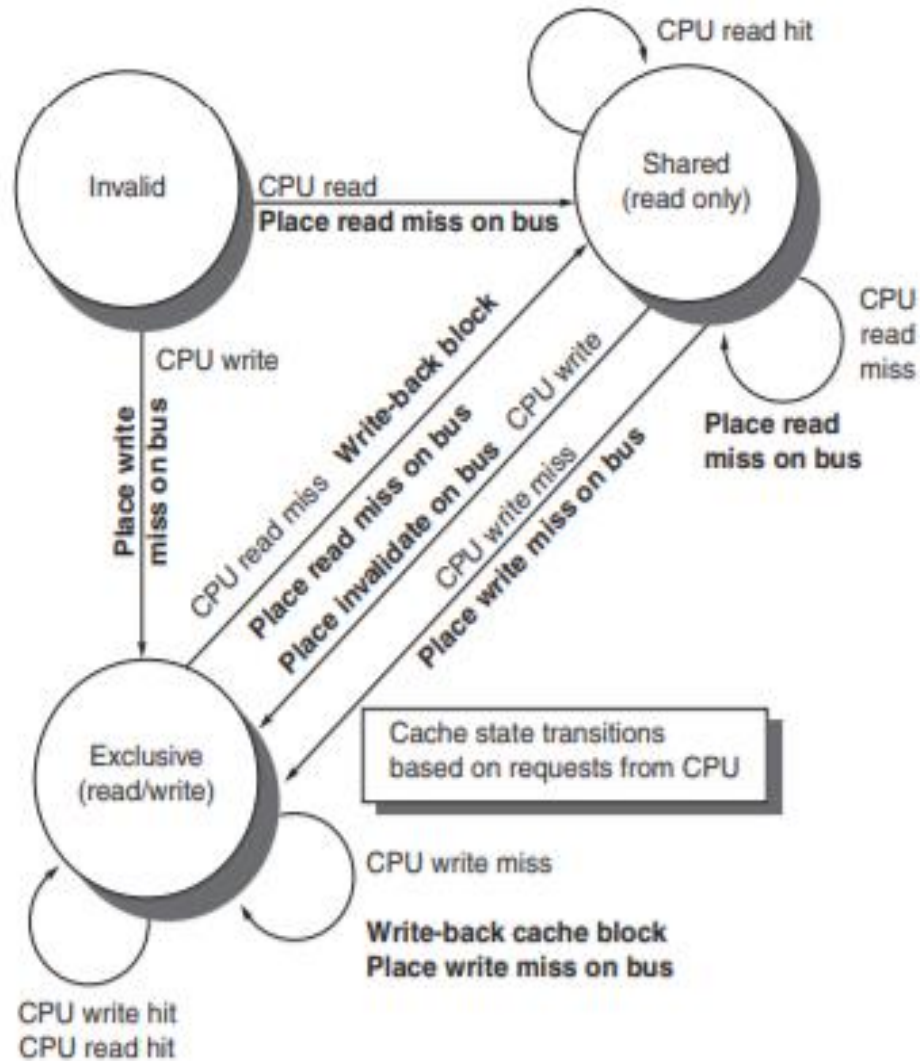 CPU read hit
Invalid
Shared
(read only)
CPU read
Place read miss on bus
CPU
read
miss
Place read
miss on bus
CPU write
Place write
miss on bus
CPU read miss Write-back block
Place read miss on bus
Place invalidate on bus CPU write
CPU write miss
Place write miss on bus
Cache state transitions
based on requests from CPU
Exclusive
(read/write)
CPU write miss
Write-back cache block
Place write miss on bus
CPU write hit
CPU read hit